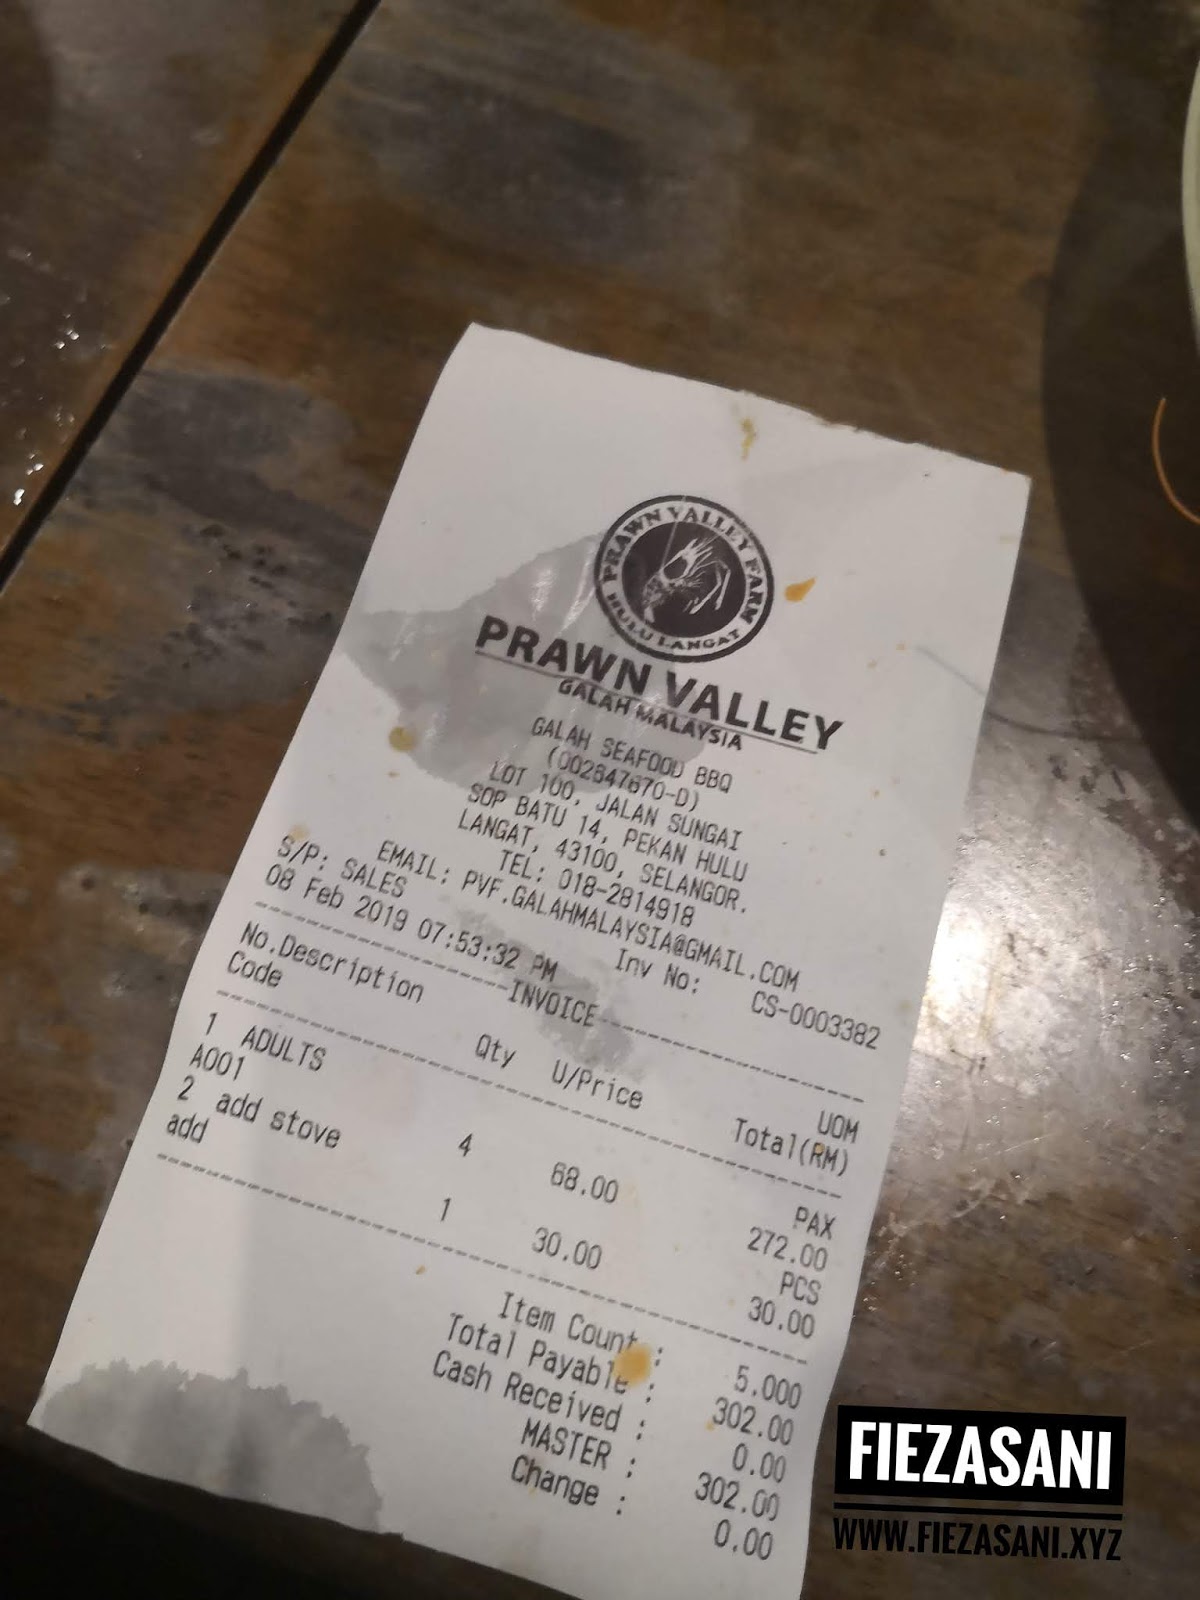 PRAWN VALLEY FARM
HULU LANGAT
PRAWN VALLEY
GALAH MALAYSIA
GALAH SEAFOOD BBQ
(002847670-D)
LOT 100, JALAN SUNGAI
SOP BATU 14, PEKAN HULU
LANGAT, 43100, SELANGOR.
TEL: 018-2814918
EMAIL: PVF.GALAHMALAYSIA@GMAIL.COM
S/P: SALES Inv No: CS-0003382
08 Feb 2019 07:53:32 PM
INVOICE
No.Description Qty U/Price UOM
Code Total(RM)
1 ADULTS 4 68.00 PAX
A001 272.00
2 add stove 1 30.00 PCS
add 30.00
Item Count : 5.000
Total Payable : 302.00
Cash Received : 0.00
MASTER : 302.00
Change : 0.00
FIEZASANI
WWW.FIEZASANI.XYZ